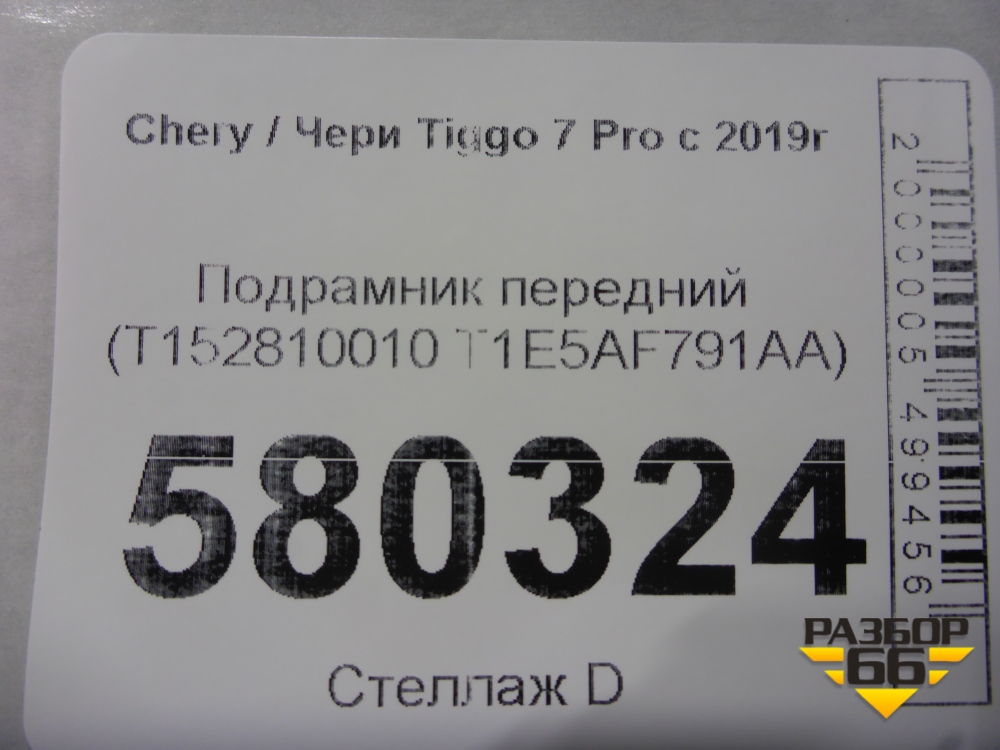 Chery / Чери Tiggo 7 Pro с 2019г
Подрамник передний
(T152810010 T1E5AF791AA)
580324
Стеллаж D
2000005499456
РАЗБОР
66